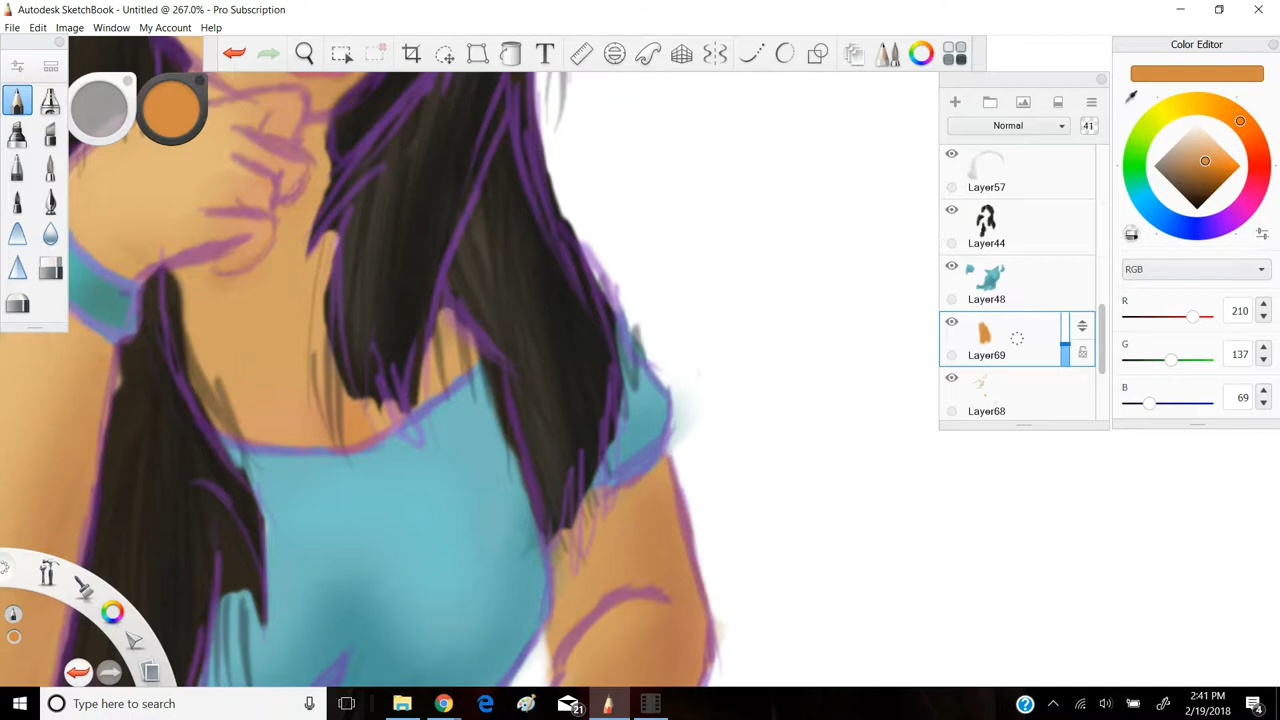 Autodesk SketchBook - Untitled @ 267.0% - Pro Subscription
File Edit Image Window My Account Help
Color Editor
Normal
41
Layer57
Layer44
Layer48
Layer69
Layer68
RGB
R 210
G 137
B 69
Type here to search
21
2:41 PM
2/19/2018